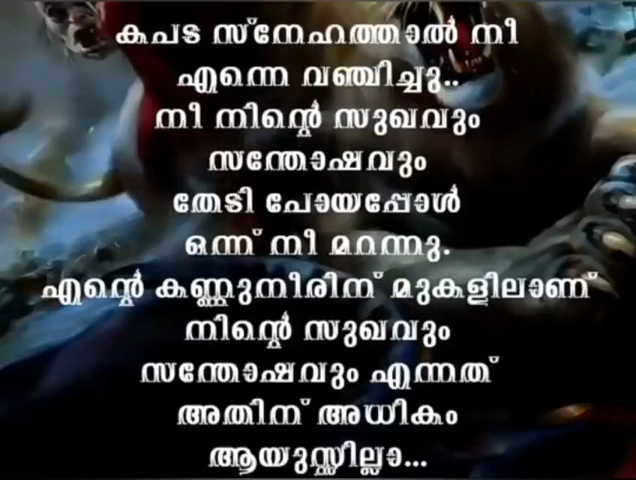 കപട സ്നേഹത്താൽ നീ
എന്നെ വഞ്ചിച്ചു..
നീ നിന്റെ സുഖവും
സന്തോഷവും
തേടി പോയപ്പോൾ
ഒന്ന് നീ മറന്നു.
എന്റെ കണ്ണുനീരിന് മുകളിലാണ്
നിന്റെ സുഖവും
സന്തോഷവും എന്നത്
അതിന് അധികം
ആയുസ്സില്ലാ...